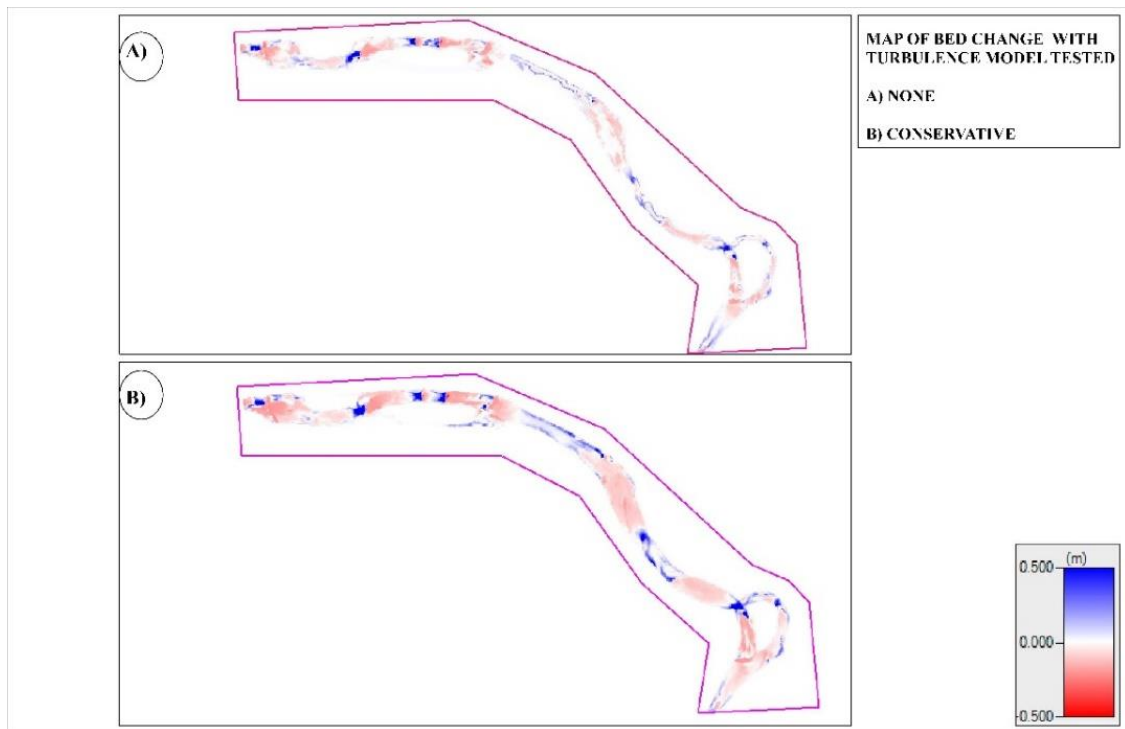 A)
MAP OF BED CHANGE WITH
TURBULENCE MODEL TESTED
A) NONE
B) CONSERVATIVE
B)
(m)
0.500
0.000
-0.500